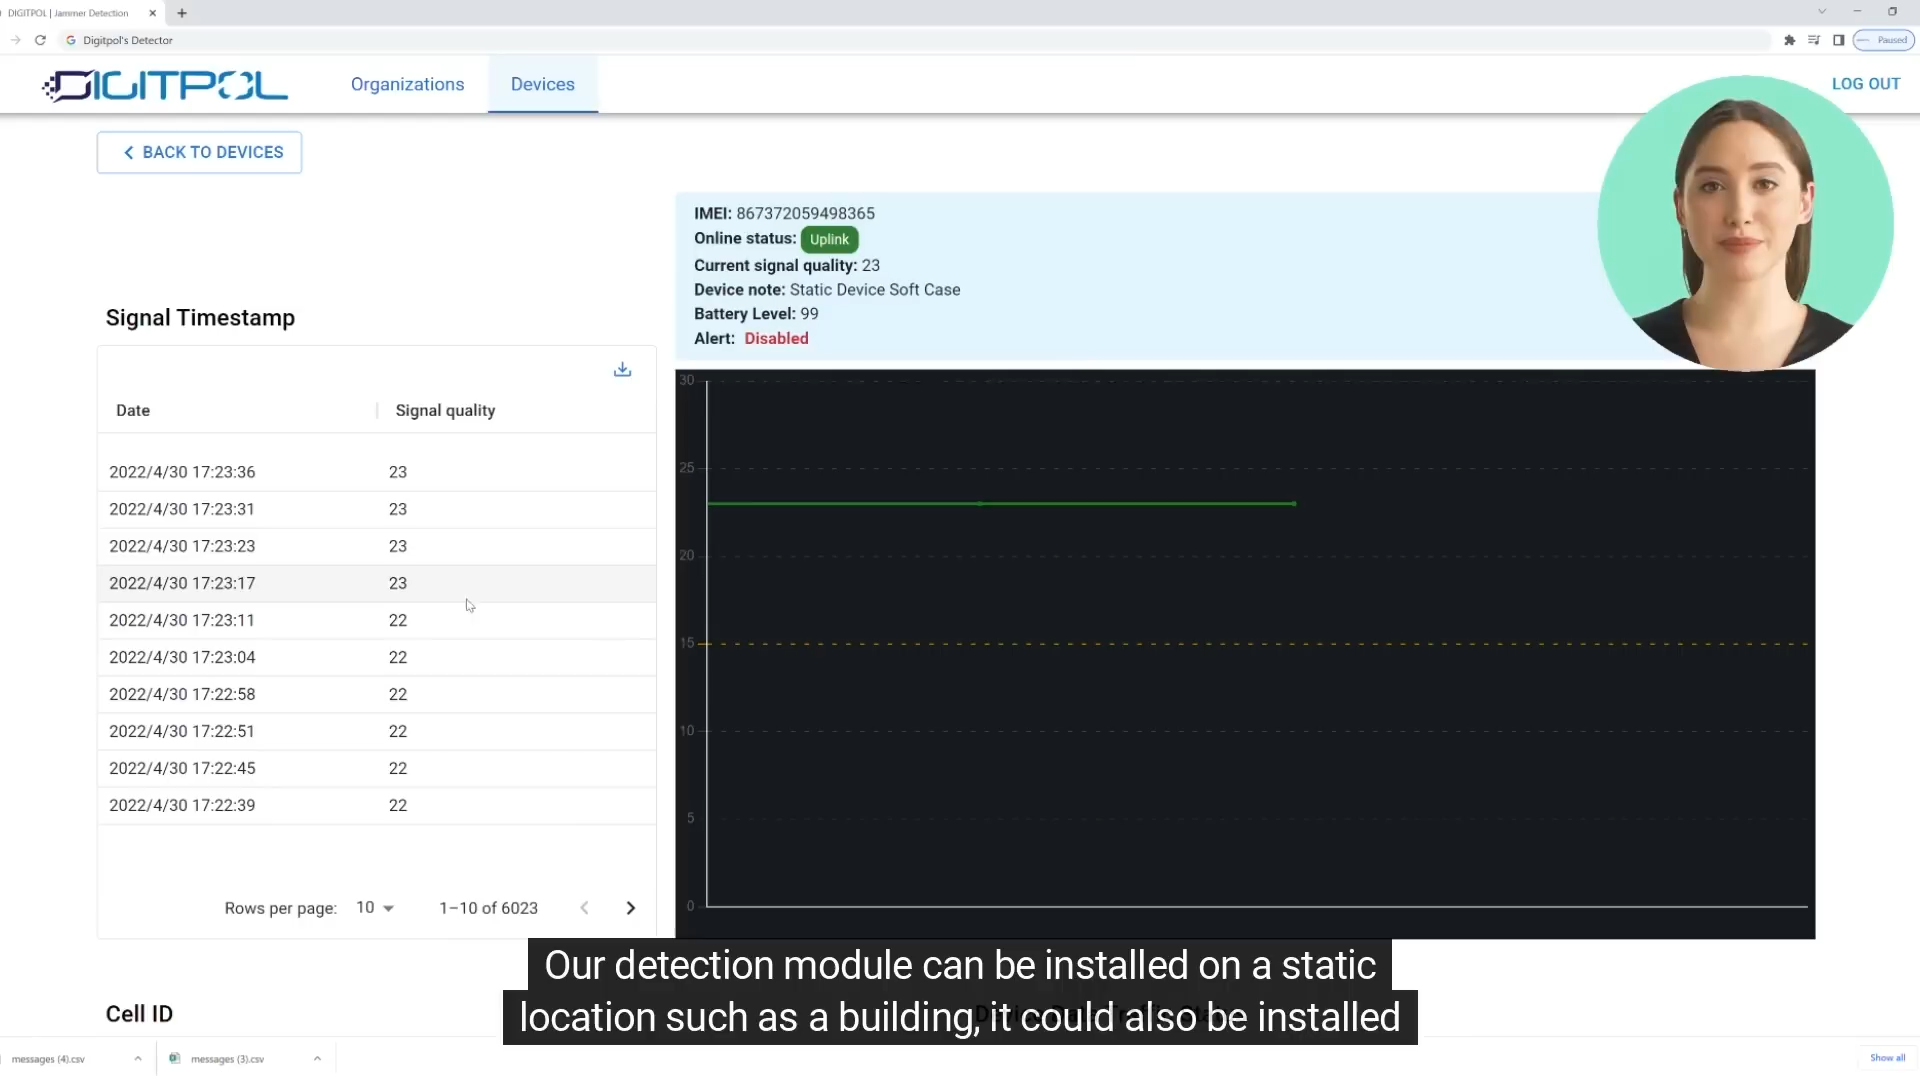 DIGITPOL | Jammer Detection
Digitpol's Detector
Paused
DIGITPOL
Organizations
Devices
LOG OUT
BACK TO DEVICES
IMEI: 867372059498365
Online status: Uplink
Current signal quality: 23
Device note: Static Device Soft Case
Battery Level: 99
Alert: Disabled
Signal Timestamp
Date Signal quality
2022/4/30 17:23:36 23
2022/4/30 17:23:31 23
2022/4/30 17:23:23 23
2022/4/30 17:23:17 23
2022/4/30 17:23:11 22
2022/4/30 17:23:04 22
2022/4/30 17:22:58 22
2022/4/30 17:22:51 22
2022/4/30 17:22:45 22
2022/4/30 17:22:39 22
Rows per page: 10 1–10 of 6023
30
25
20
15
10
5
0
Our detection module can be installed on a static
location such as a building, it could also be installed
Cell ID
messages (4).csv
messages (3).csv
Show all